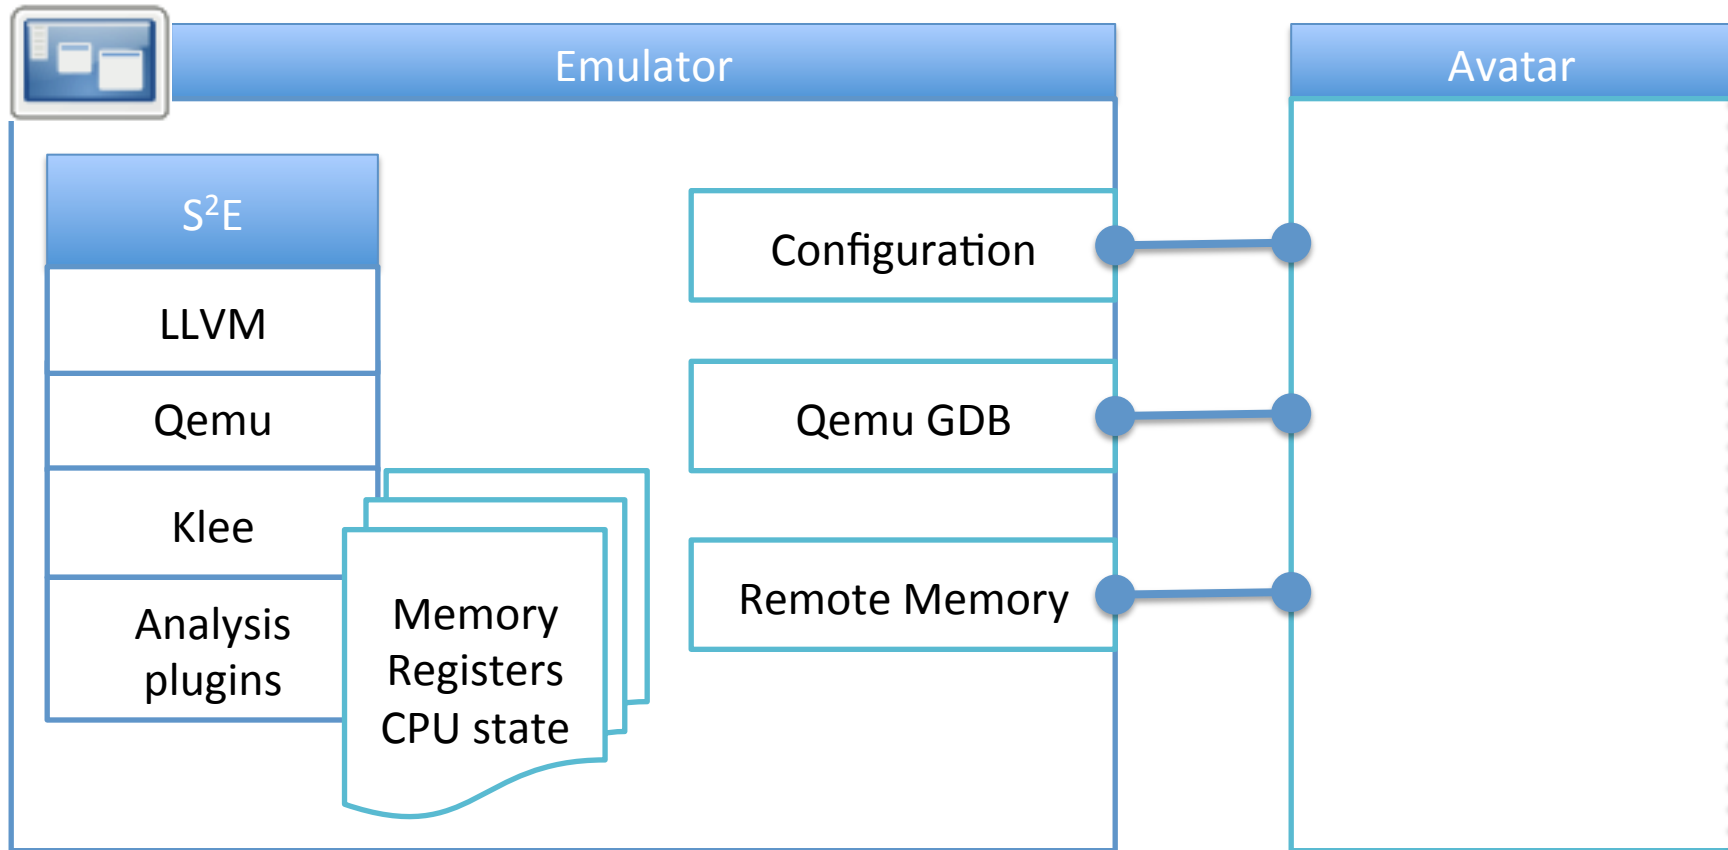 Emulator
Avatar
S²E
LLVM
Qemu
Klee
Analysis
plugins
Memory
Registers
CPU state
Configuration
Qemu GDB
Remote Memory